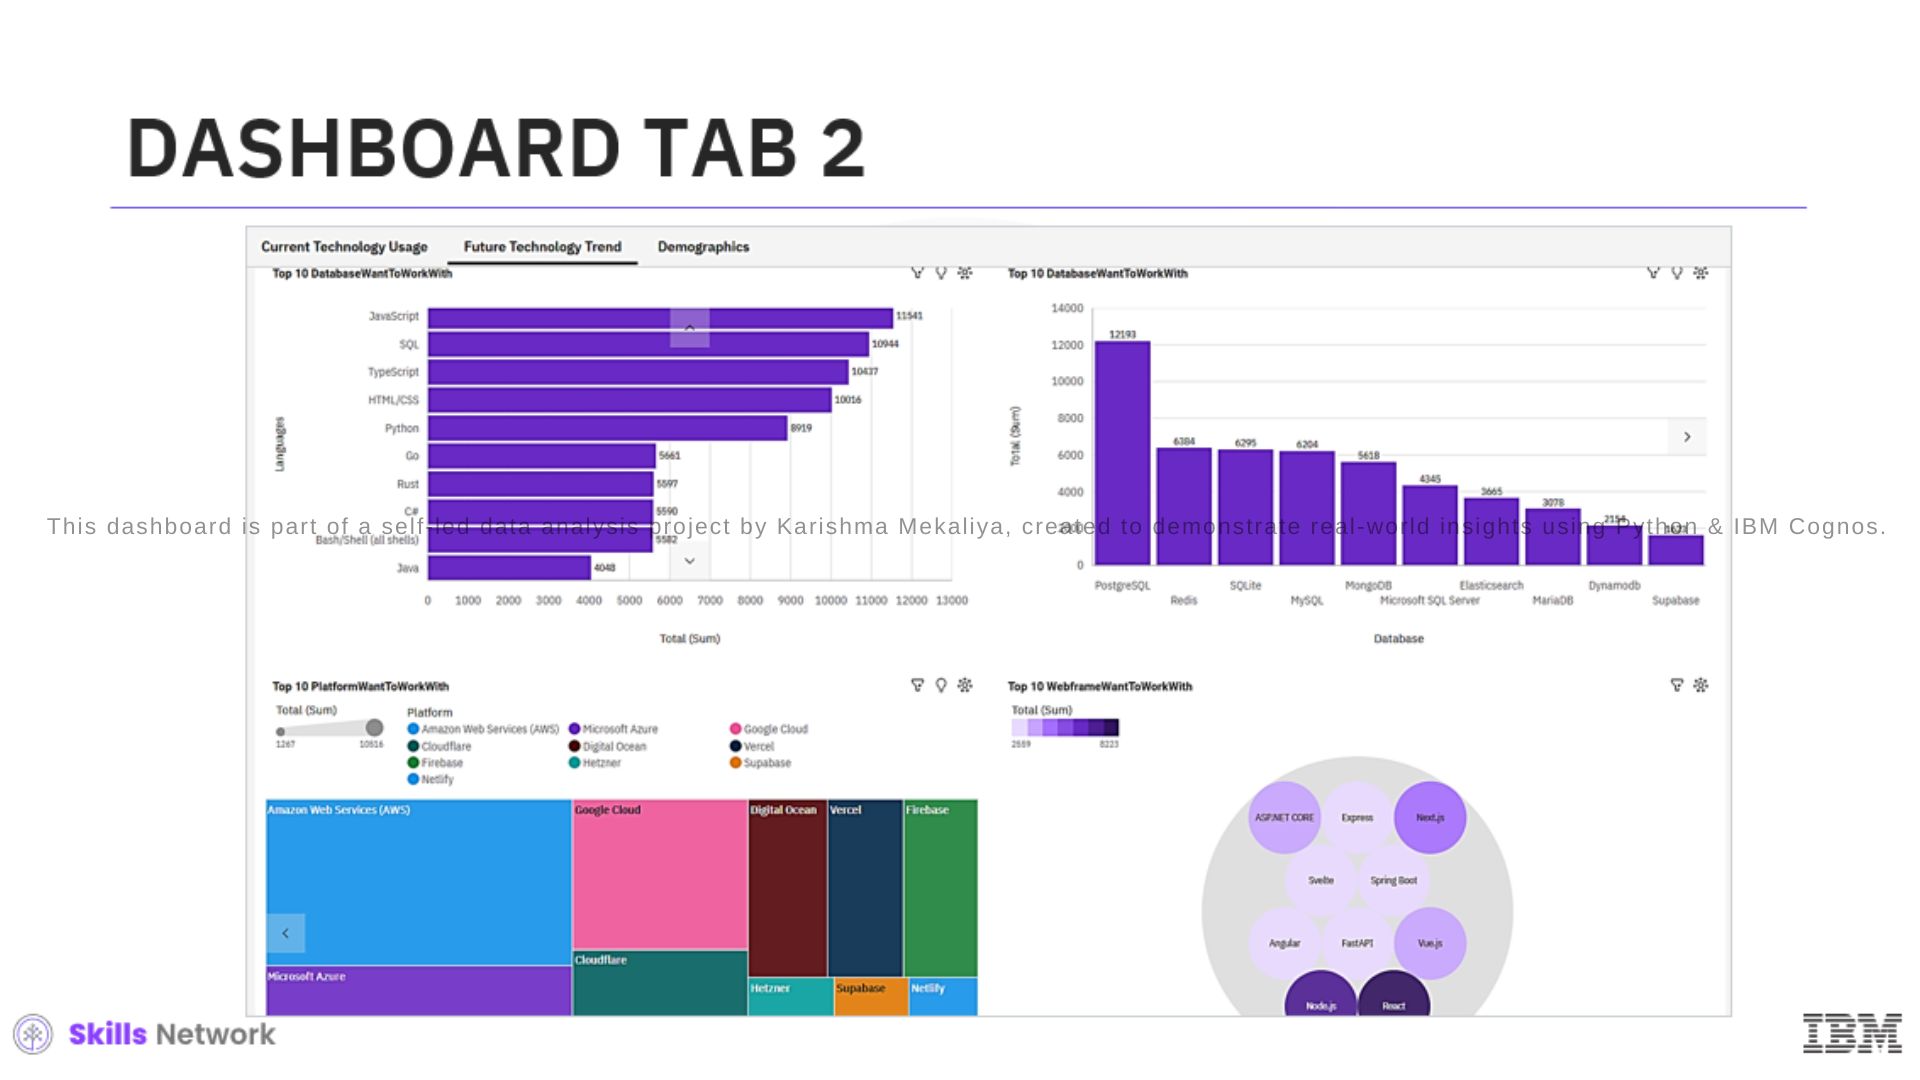 DASHBOARD TAB 2
Current Technology Usage Future Technology Trend Demographics
Top 10 DatabaseWantToWorkWith
Languages
JavaScript 11541
SQL 10944
TypeScript 10437
HTML/CSS 10016
Python 8919
Go 5661
Rust 5597
C# 5590
Bash/Shell (all shells) 5582
Java 4048
0 1000 2000 3000 4000 5000 6000 7000 8000 9000 10000 11000 12000 13000
Total (Sum)
Top 10 DatabaseWantToWorkWith
Total (Sum)
14000
12000
10000
8000
6000
4000
2000
0
12193 6384 6295 6204 5618 4345 3665 3078 2154
PostgreSQL SQLite MongoDB Elasticsearch Dynamodb
Redis MySQL Microsoft SQL Server MariaDB Supabase
Database
This dashboard is part of a self-led data analysis project by Karishma Mekaliya, created to demonstrate real-world insights using Python & IBM Cognos.
Top 10 PlatformWantToWorkWith
Total (Sum)
1267 10816
Platform
Amazon Web Services (AWS) Microsoft Azure Google Cloud
Cloudflare Digital Ocean Vercel
Firebase Hetzner Supabase
Netlify
Amazon Web Services (AWS) Google Cloud Digital Ocean Vercel Firebase
Cloudflare
Microsoft Azure
Hetzner Supabase Netlify
Top 10 WebframeWantToWorkWith
Total (Sum)
2559 8223
ASP.NET CORE Express Next.js
Svelte Spring Boot
Angular FastAPI Vue.js
Node.js React
Skills Network
IBM